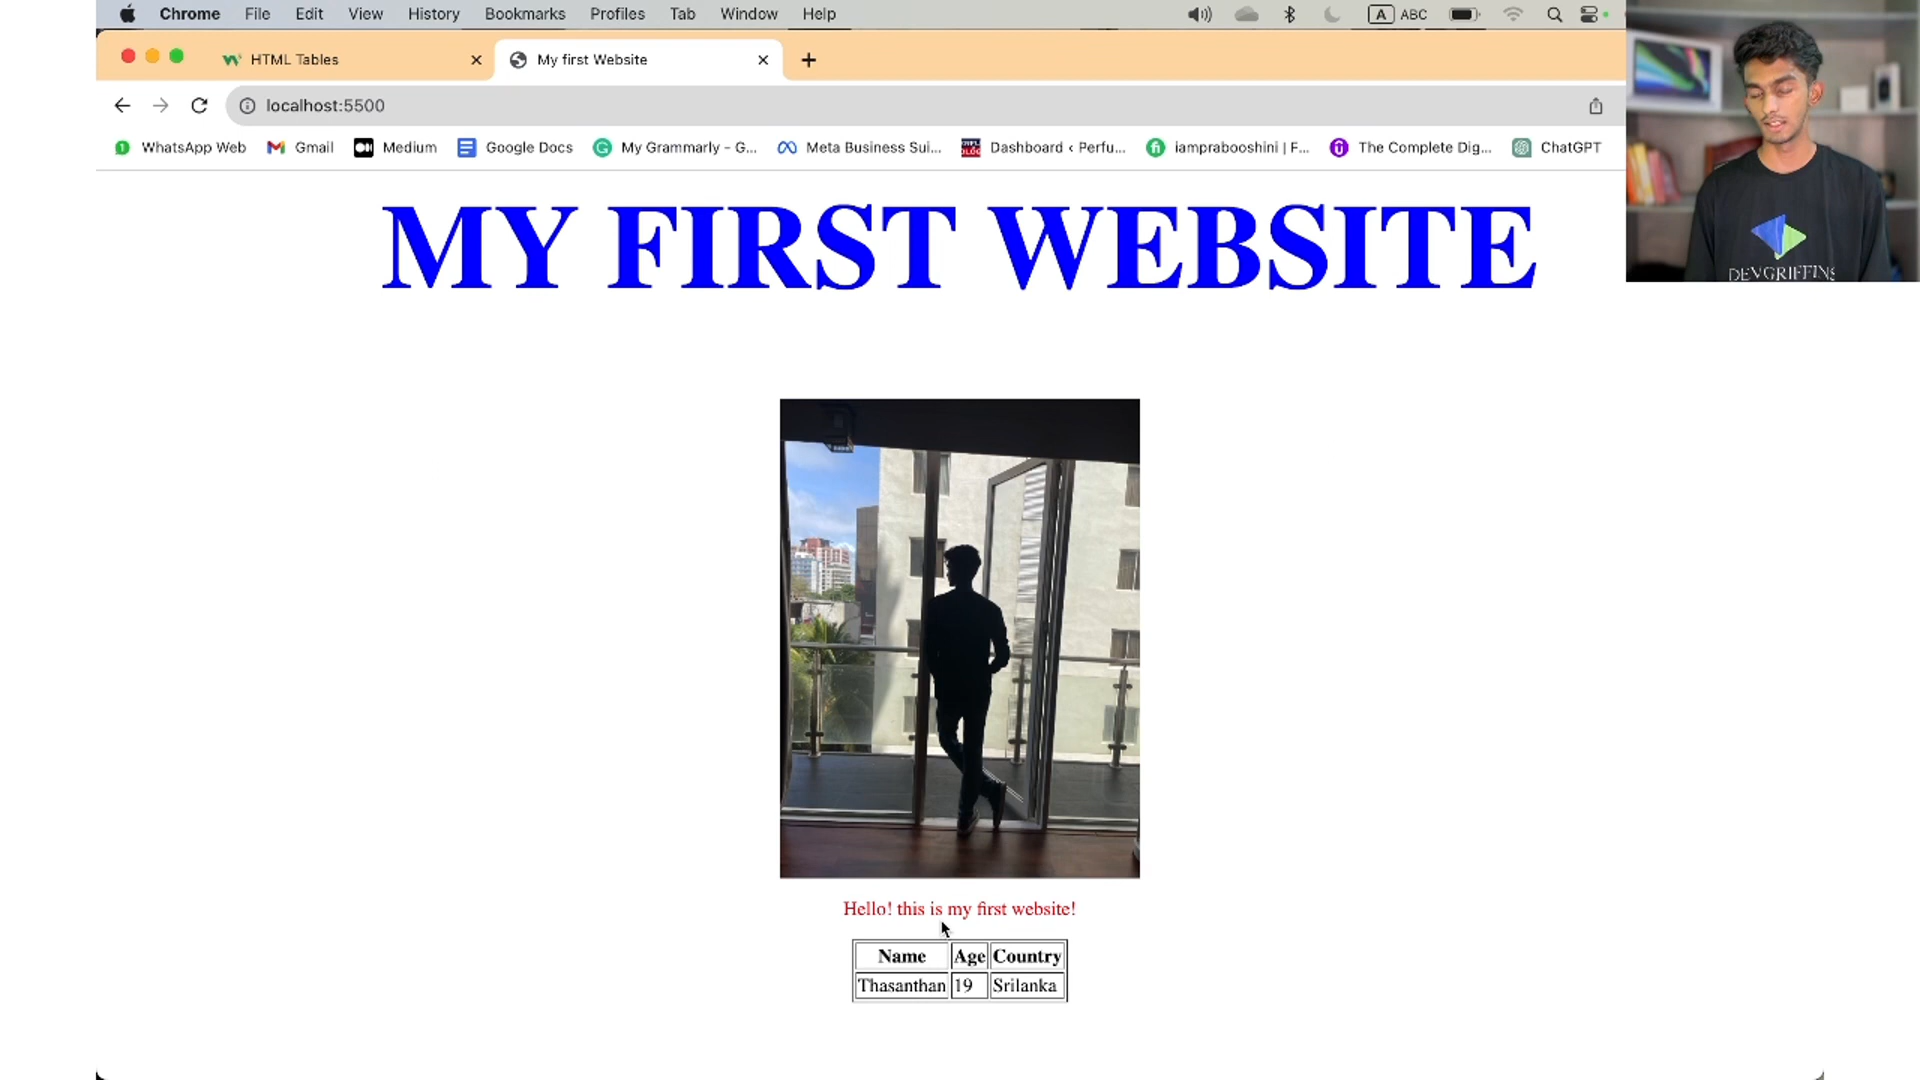 Chrome File Edit View History Bookmarks Profiles Tab Window Help A ABC
HTML Tables My first Website
localhost:5500
WhatsApp Web Gmail Medium Google Docs My Grammarly - G... Meta Business Sui... Dashboard ‹ Perfu... iamprabooshini | F... The Complete Dig... ChatGPT
DEVGRIFFINS
MY FIRST WEBSITE
Hello! this is my first website!
Name Age Country
Thasanthan 19 Srilanka